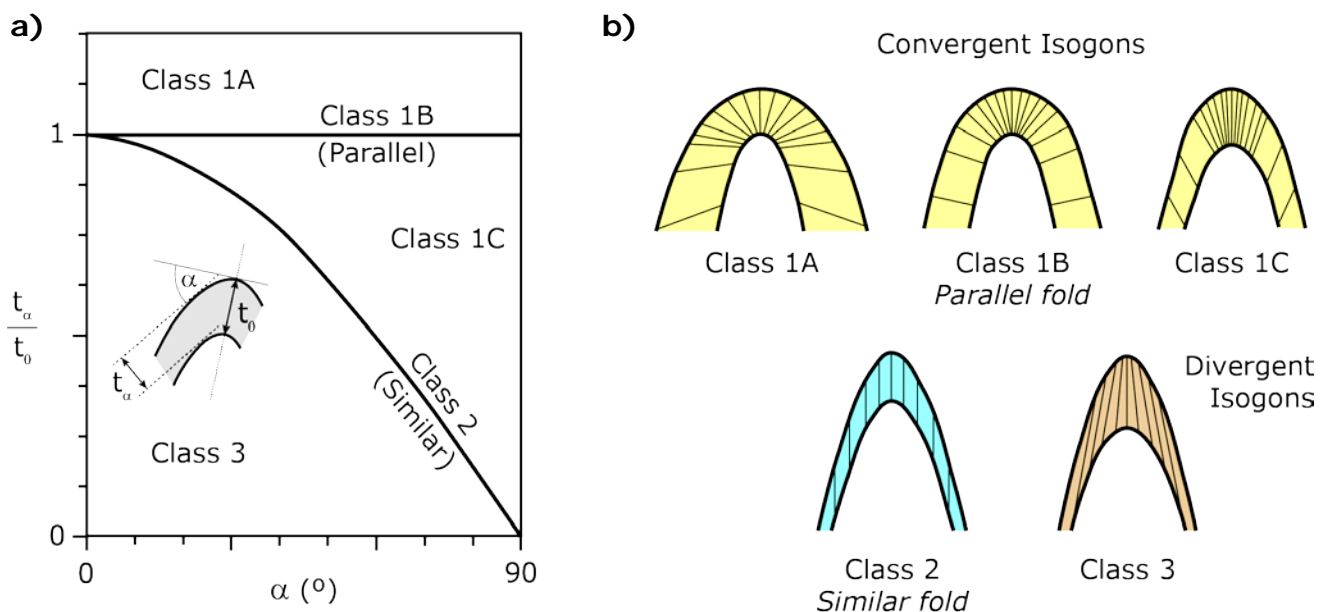 a)
Class 1A
Class 1B
(Parallel)
1
Class 1C
α
t₀
tα
tα
t₀
Class 2
(Similar)
Class 3
0
0
90
α (º)
b)
Convergent Isogons
Class 1A
Class 1B
Parallel fold
Class 1C
Divergent
Isogons
Class 2
Similar fold
Class 3